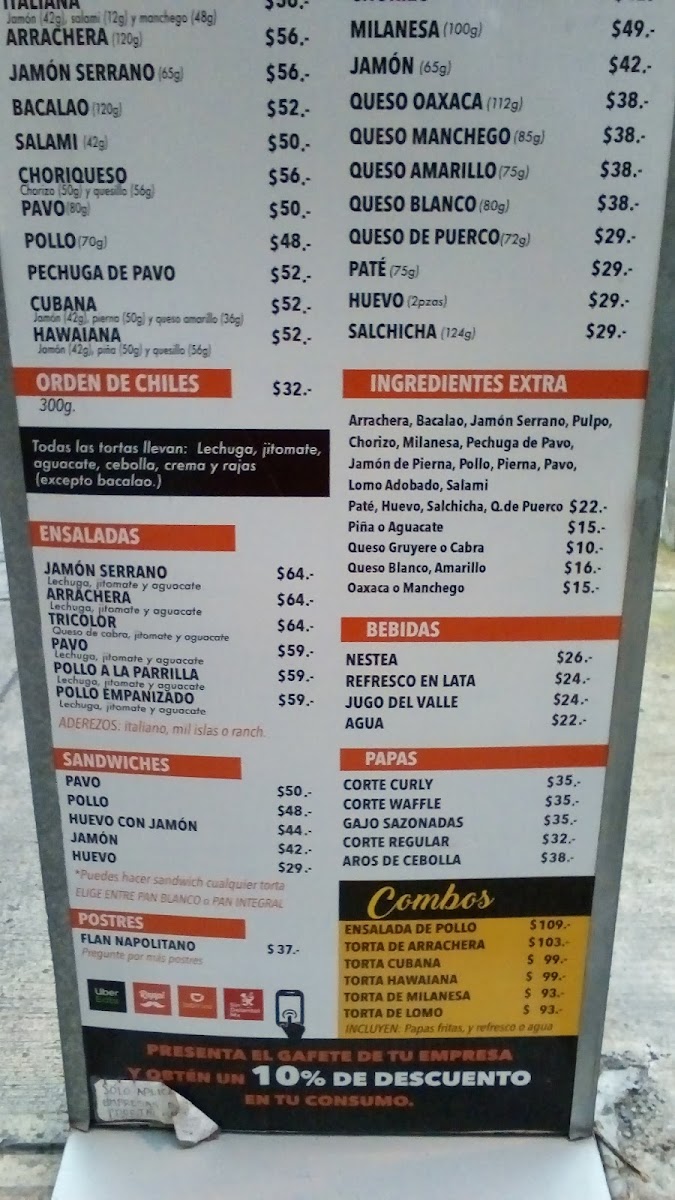 ITALIANA
Jamón (42g), salami (12g) y manchego (48g)
ARRACHERA (120g) $56.-
JAMÓN SERRANO (65g) $56.-
BACALAO (120g) $52.-
SALAMI (42g) $50.-
CHORIQUESO $56.-
Chorizo (50g) y quesillo (56g)
PAVO (80g) $50.-
POLLO (70g) $48.-
PECHUGA DE PAVO $52.-
CUBANA $52.-
Jamón (42g), pierna (50g) y queso amarillo (36g)
HAWAIANA $52.-
Jamón (42g), piña (50g) y quesillo (56g)
ORDEN DE CHILES $32.-
300g.
Todas las tortas llevan: Lechuga, jitomate,
aguacate, cebolla, crema y rajas
(excepto bacalao.)
ENSALADAS
JAMÓN SERRANO $64.-
Lechuga, jitomate y aguacate
ARRACHERA $64.-
Lechuga, jitomate y aguacate
TRICOLOR $64.-
Queso de cabra, jitomate y aguacate
PAVO $59.-
Lechuga, jitomate y aguacate
POLLO A LA PARRILLA $59.-
Lechuga, jitomate y aguacate
POLLO EMPANIZADO $59.-
Lechuga, jitomate y aguacate
ADEREZOS: italiano, mil islas o ranch.
SANDWICHES
PAVO $50.-
POLLO $48.-
HUEVO CON JAMÓN $44.-
JAMÓN $42.-
HUEVO $29.-
*Puedes hacer sandwich cualquier torta
ELIGE ENTRE PAN BLANCO o PAN INTEGRAL
POSTRES
FLAN NAPOLITANO $37.-
Pregunte por más postres
Uber
Eats
Rappi
MILANESA (100g) $49.-
JAMÓN (65g) $42.-
QUESO OAXACA (112g) $38.-
QUESO MANCHEGO (85g) $38.-
QUESO AMARILLO (75g) $38.-
QUESO BLANCO (80g) $38.-
QUESO DE PUERCO (72g) $29.-
PATÉ (75g) $29.-
HUEVO (2pzas) $29.-
SALCHICHA (124g) $29.-
INGREDIENTES EXTRA
Arrachera, Bacalao, Jamón Serrano, Pulpo,
Chorizo, Milanesa, Pechuga de Pavo,
Jamón de Pierna, Pollo, Pierna, Pavo,
Lomo Adobado, Salami
Paté, Huevo, Salchicha, Q.de Puerco $22.-
Piña o Aguacate $15.-
Queso Gruyere o Cabra $10.-
Queso Blanco, Amarillo $16.-
Oaxaca o Manchego $15.-
BEBIDAS
NESTEA $26.-
REFRESCO EN LATA $24.-
JUGO DEL VALLE $24.-
AGUA $22.-
PAPAS
CORTE CURLY $35.-
CORTE WAFFLE $35.-
GAJO SAZONADAS $35.-
CORTE REGULAR $32.-
AROS DE CEBOLLA $38.-
Combos
ENSALADA DE POLLO $109.-
TORTA DE ARRACHERA $103.-
TORTA CUBANA $ 99.-
TORTA HAWAIANA $ 99.-
TORTA DE MILANESA $ 93.-
TORTA DE LOMO $ 93.-
INCLUYEN: Papas fritas, y refresco o agua
PRESENTA EL GAFETE DE TU EMPRESA
Y OBTÉN UN 10% DE DESCUENTO
EN TU CONSUMO.
SOLO APLICA